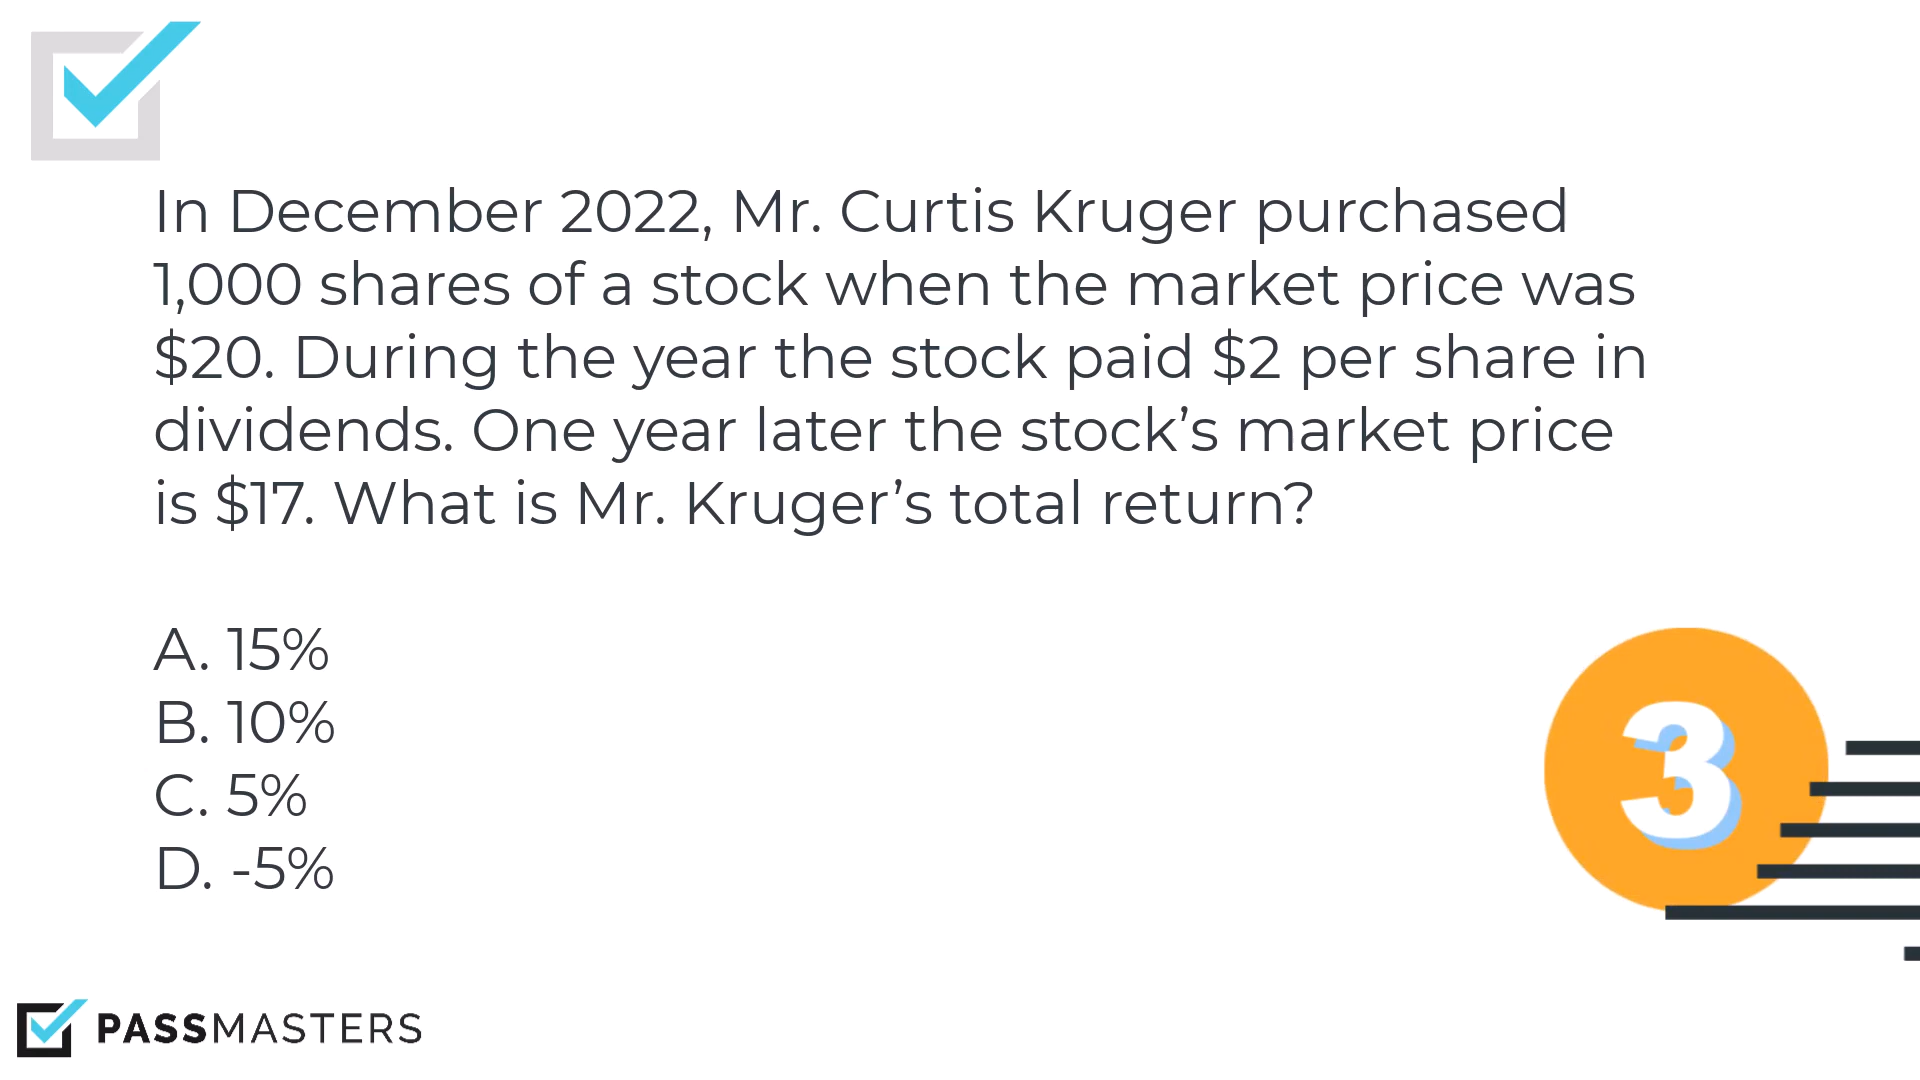 In December 2022, Mr. Curtis Kruger purchased
1,000 shares of a stock when the market price was
$20. During the year the stock paid $2 per share in
dividends. One year later the stock’s market price
is $17. What is Mr. Kruger’s total return?
A. 15%
B. 10%
C. 5%
D. -5%
3
PASSMASTERS